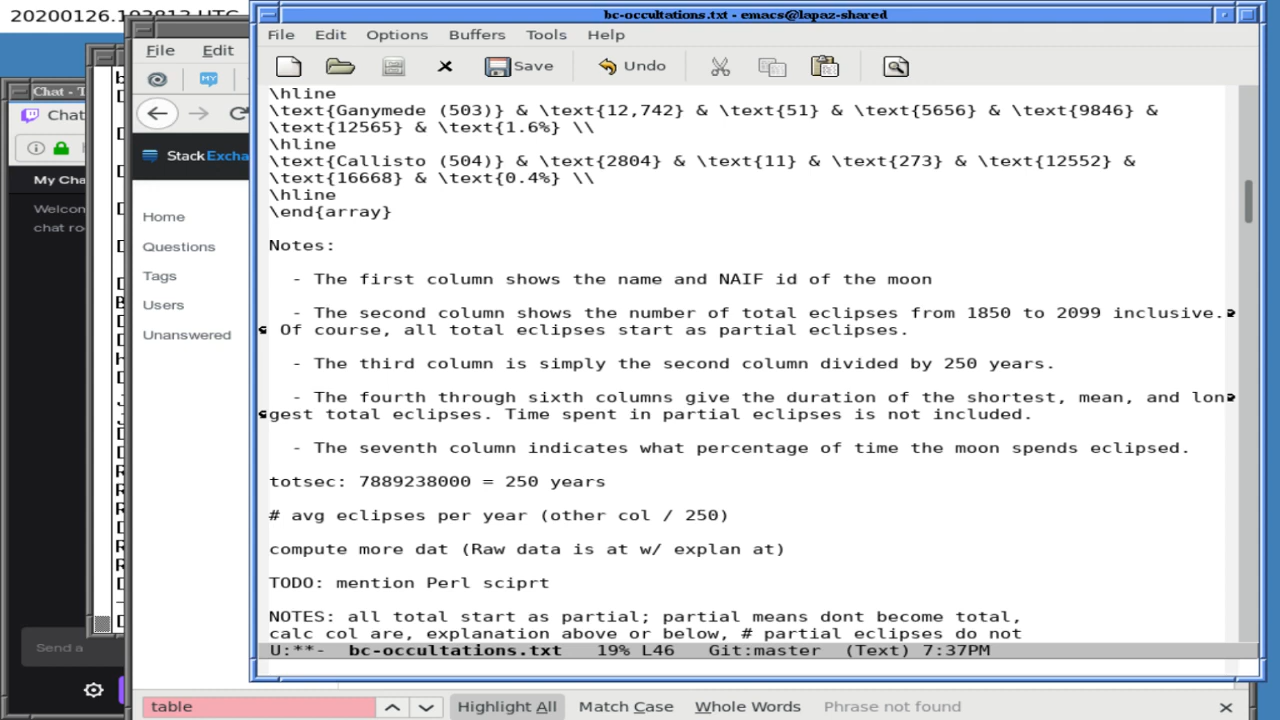 20200126.193813 UTC
bc-occultations.txt - emacs@lapaz-shared
File Edit Options Buffers Tools Help
Save Undo
\hline
\text{Ganymede (503)} & \text{12,742} & \text{51} & \text{5656} & \text{9846} &
\text{12565} & \text{1.6%} \\
\hline
\text{Callisto (504)} & \text{2804} & \text{11} & \text{273} & \text{12552} &
\text{16668} & \text{0.4%} \\
\hline
\end{array}
Notes:
- The first column shows the name and NAIF id of the moon
- The second column shows the number of total eclipses from 1850 to 2099 inclusive.
Of course, all total eclipses start as partial eclipses.
- The third column is simply the second column divided by 250 years.
- The fourth through sixth columns give the duration of the shortest, mean, and lon
gest total eclipses. Time spent in partial eclipses is not included.
- The seventh column indicates what percentage of time the moon spends eclipsed.
totsec: 7889238000 = 250 years
# avg eclipses per year (other col / 250)
compute more dat (Raw data is at w/ explan at)
TODO: mention Perl sciprt
NOTES: all total start as partial; partial means dont become total,
calc col are, explanation above or below, # partial eclipses do not
U:**- bc-occultations.txt 19% L46 Git:master (Text) 7:37PM
File Edit
MY
StackExcha
Home
Questions
Tags
Users
Unanswered
Chat - T
Chat
My Cha
Welcom
chat ro
Send a
table
Highlight All Match Case Whole Words Phrase not found